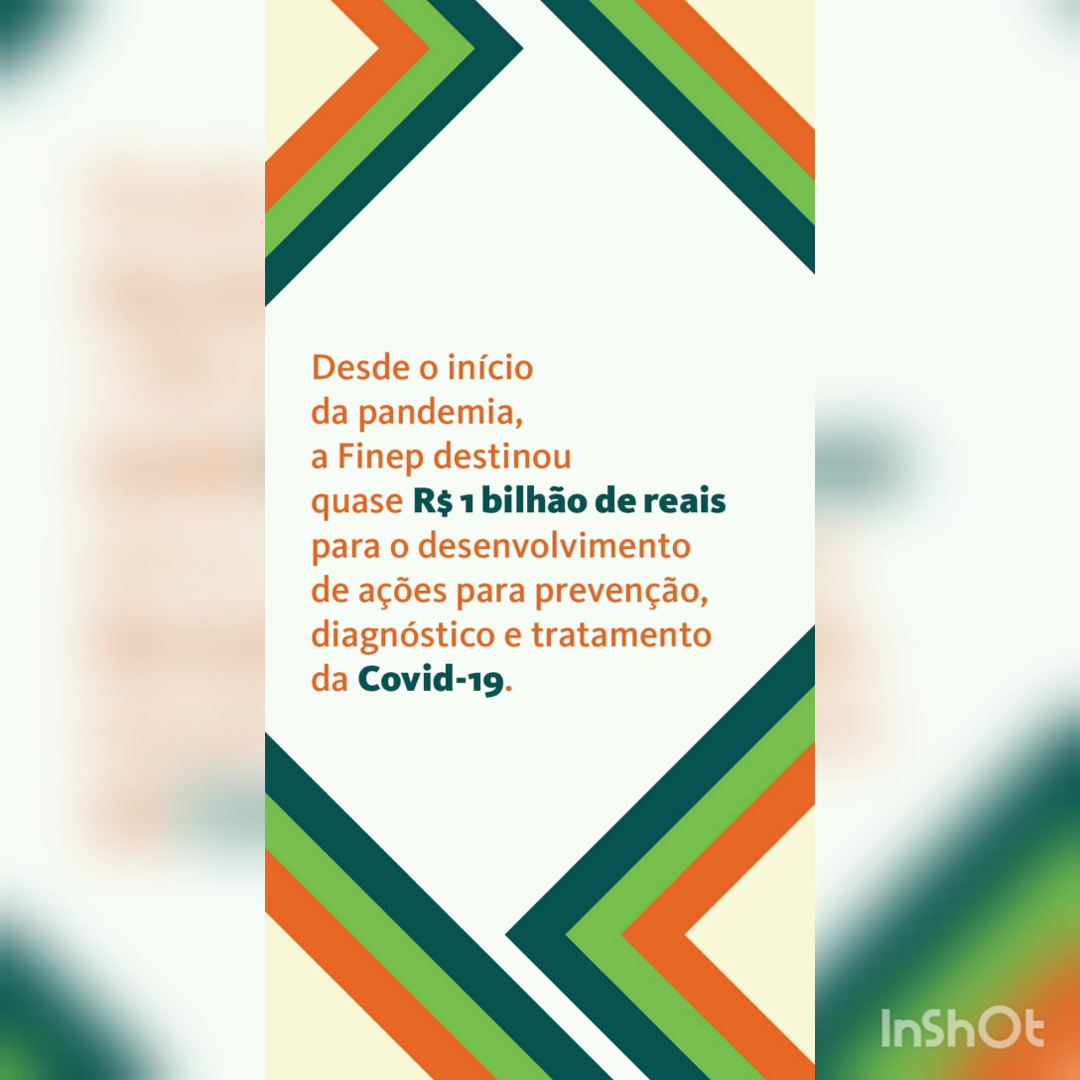 Desde o início
da pandemia,
a Finep destinou
quase R$ 1 bilhão de reais
para o desenvolvimento
de ações para prevenção,
diagnóstico e tratamento
da Covid-19.
InShOt